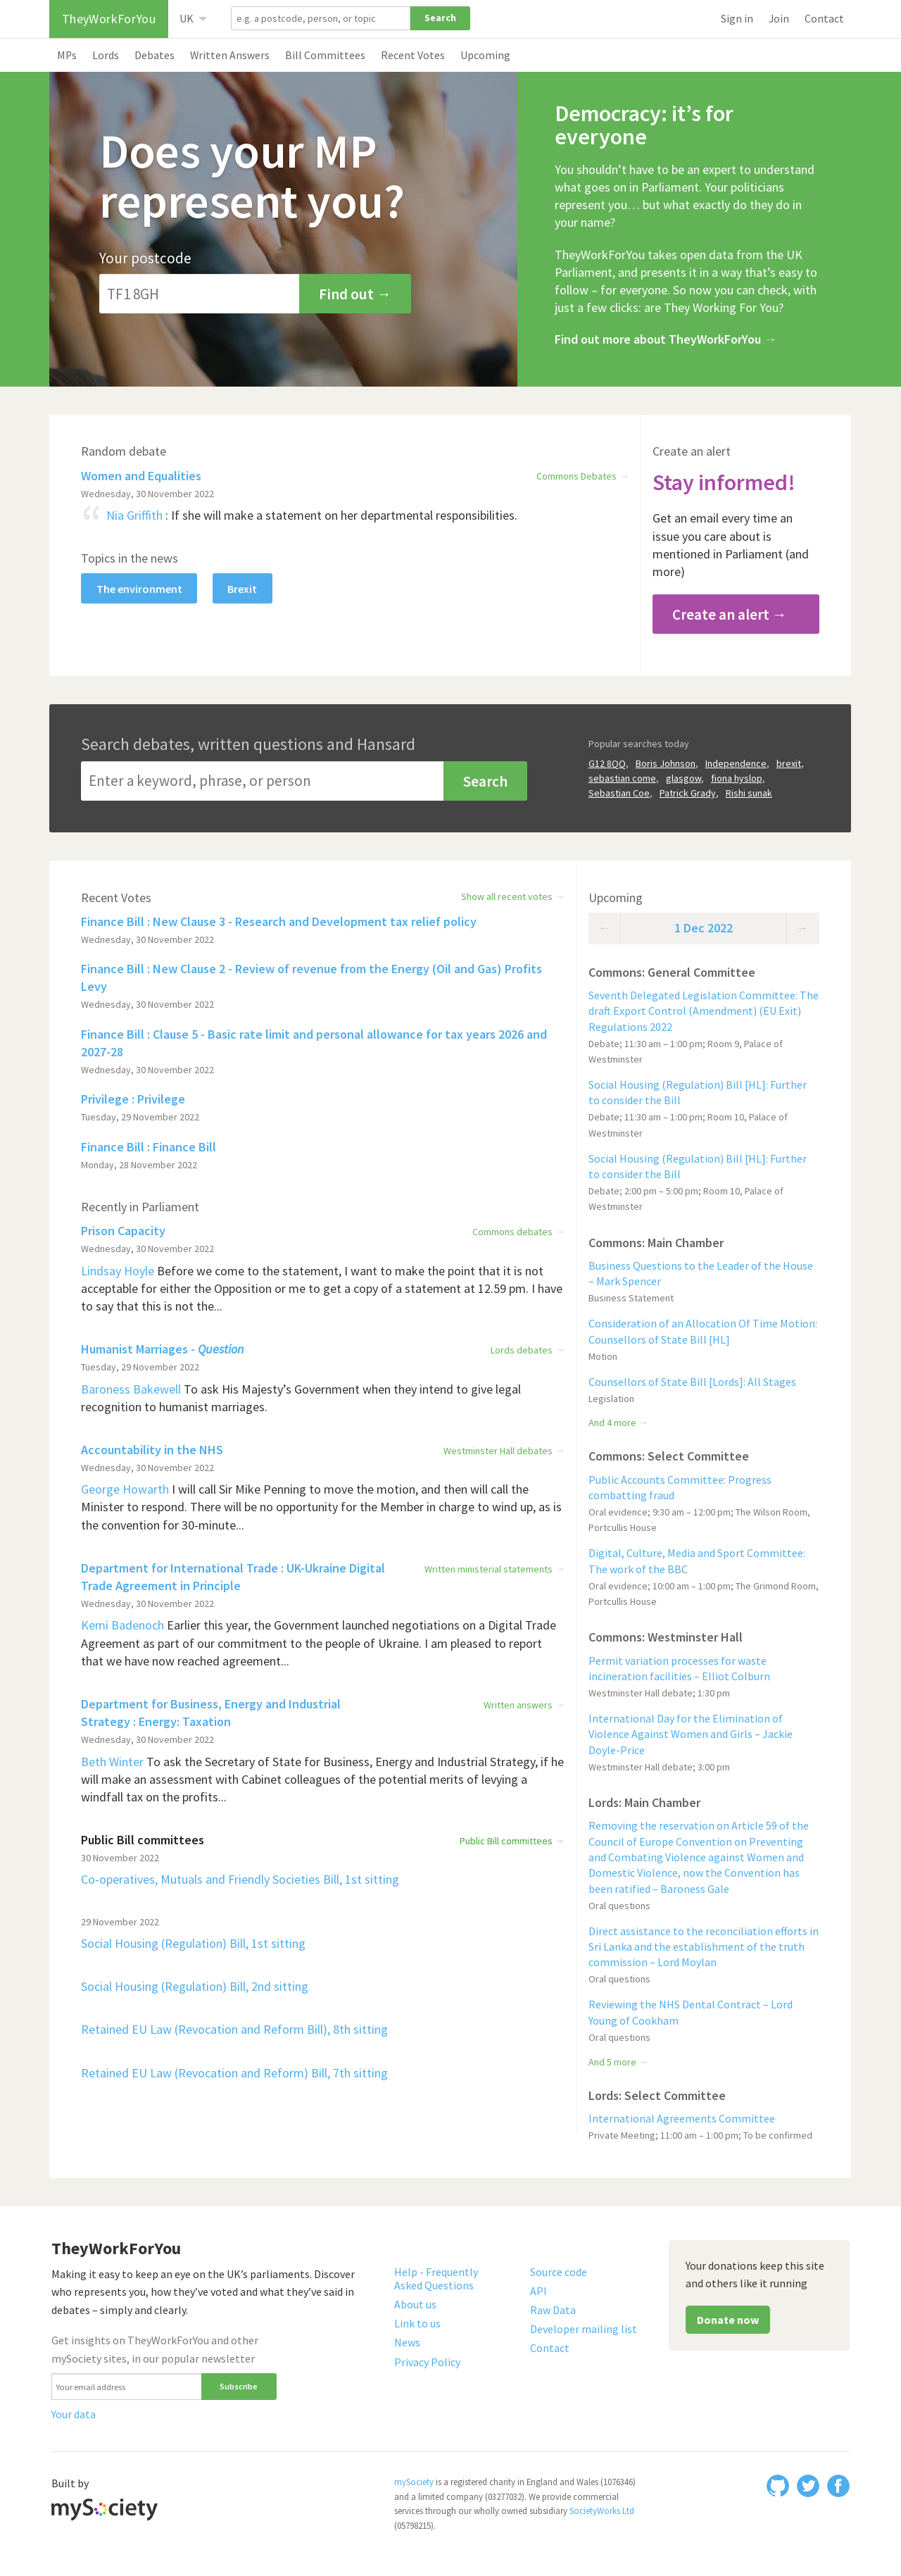 TheyWorkForYou
UK
e.g. a postcode, person, or topic
Search
Sign in
Join
Contact
MPs
Lords
Debates
Written Answers
Bill Committees
Recent Votes
Upcoming
Does your MP
represent you?
Your postcode
TF1 8GH
Find out →
Democracy: it’s for
everyone
You shouldn’t have to be an expert to understand
what goes on in Parliament. Your politicians
represent you… but what exactly do they do in
your name?
TheyWorkForYou takes open data from the UK
Parliament, and presents it in a way that’s easy to
follow – for everyone. So now you can check, with
just a few clicks: are They Working For You?
Find out more about TheyWorkForYou →
Random debate
Women and Equalities
Commons Debates →
Wednesday, 30 November 2022
“ Nia Griffith : If she will make a statement on her departmental responsibilities.
Topics in the news
The environment
Brexit
Create an alert
Stay informed!
Get an email every time an
issue you care about is
mentioned in Parliament (and
more)
Create an alert →
Search debates, written questions and Hansard
Enter a keyword, phrase, or person
Search
Popular searches today
G12 8QQ, Boris Johnson, Independence, brexit,
sebastian come, glasgow, fiona hyslop,
Sebastian Coe, Patrick Grady, Rishi sunak
Recent Votes
Show all recent votes →
Finance Bill : New Clause 3 - Research and Development tax relief policy
Wednesday, 30 November 2022
Finance Bill : New Clause 2 - Review of revenue from the Energy (Oil and Gas) Profits
Levy
Wednesday, 30 November 2022
Finance Bill : Clause 5 - Basic rate limit and personal allowance for tax years 2026 and
2027-28
Wednesday, 30 November 2022
Privilege : Privilege
Tuesday, 29 November 2022
Finance Bill : Finance Bill
Monday, 28 November 2022
Recently in Parliament
Prison Capacity
Commons debates →
Wednesday, 30 November 2022
Lindsay Hoyle Before we come to the statement, I want to make the point that it is not
acceptable for either the Opposition or me to get a copy of a statement at 12.59 pm. I have
to say that this is not the...
Humanist Marriages - Question
Lords debates →
Tuesday, 29 November 2022
Baroness Bakewell To ask His Majesty’s Government when they intend to give legal
recognition to humanist marriages.
Accountability in the NHS
Westminster Hall debates →
Wednesday, 30 November 2022
George Howarth I will call Sir Mike Penning to move the motion, and then will call the
Minister to respond. There will be no opportunity for the Member in charge to wind up, as is
the convention for 30-minute...
Department for International Trade : UK-Ukraine Digital
Trade Agreement in Principle
Written ministerial statements →
Wednesday, 30 November 2022
Kemi Badenoch Earlier this year, the Government launched negotiations on a Digital Trade
Agreement as part of our commitment to the people of Ukraine. I am pleased to report
that we have now reached agreement...
Department for Business, Energy and Industrial
Strategy : Energy: Taxation
Written answers →
Wednesday, 30 November 2022
Beth Winter To ask the Secretary of State for Business, Energy and Industrial Strategy, if he
will make an assessment with Cabinet colleagues of the potential merits of levying a
windfall tax on the profits...
Public Bill committees
Public Bill committees →
30 November 2022
Co-operatives, Mutuals and Friendly Societies Bill, 1st sitting
29 November 2022
Social Housing (Regulation) Bill, 1st sitting
Social Housing (Regulation) Bill, 2nd sitting
Retained EU Law (Revocation and Reform Bill), 8th sitting
Retained EU Law (Revocation and Reform) Bill, 7th sitting
Upcoming
← 1 Dec 2022 →
Commons: General Committee
Seventh Delegated Legislation Committee: The
draft Export Control (Amendment) (EU Exit)
Regulations 2022
Debate; 11:30 am – 1:00 pm; Room 9, Palace of
Westminster
Social Housing (Regulation) Bill [HL]: Further
to consider the Bill
Debate; 11:30 am – 1:00 pm; Room 10, Palace of
Westminster
Social Housing (Regulation) Bill [HL]: Further
to consider the Bill
Debate; 2:00 pm – 5:00 pm; Room 10, Palace of
Westminster
Commons: Main Chamber
Business Questions to the Leader of the House
– Mark Spencer
Business Statement
Consideration of an Allocation Of Time Motion:
Counsellors of State Bill [HL]
Motion
Counsellors of State Bill [Lords]: All Stages
Legislation
And 4 more →
Commons: Select Committee
Public Accounts Committee: Progress
combatting fraud
Oral evidence; 9:30 am – 12:00 pm; The Wilson Room,
Portcullis House
Digital, Culture, Media and Sport Committee:
The work of the BBC
Oral evidence; 10:00 am – 1:00 pm; The Grimond Room,
Portcullis House
Commons: Westminster Hall
Permit variation processes for waste
incineration facilities – Elliot Colburn
Westminster Hall debate; 1:30 pm
International Day for the Elimination of
Violence Against Women and Girls – Jackie
Doyle-Price
Westminster Hall debate; 3:00 pm
Lords: Main Chamber
Removing the reservation on Article 59 of the
Council of Europe Convention on Preventing
and Combating Violence against Women and
Domestic Violence, now the Convention has
been ratified – Baroness Gale
Oral questions
Direct assistance to the reconciliation efforts in
Sri Lanka and the establishment of the truth
commission – Lord Moylan
Oral questions
Reviewing the NHS Dental Contract – Lord
Young of Cookham
Oral questions
And 5 more →
Lords: Select Committee
International Agreements Committee
Private Meeting; 11:00 am – 1:00 pm; To be confirmed
TheyWorkForYou
Making it easy to keep an eye on the UK’s parliaments. Discover
who represents you, how they’ve voted and what they’ve said in
debates – simply and clearly.
Get insights on TheyWorkForYou and other
mySociety sites, in our popular newsletter
Your email address
Subscribe
Your data
Help - Frequently
Asked Questions
About us
Link to us
News
Privacy Policy
Source code
API
Raw Data
Developer mailing list
Contact
Your donations keep this site
and others like it running
Donate now
Built by
mySociety
mySociety is a registered charity in England and Wales (1076346)
and a limited company (03277032). We provide commercial
services through our wholly owned subsidiary SocietyWorks Ltd
(05798215).